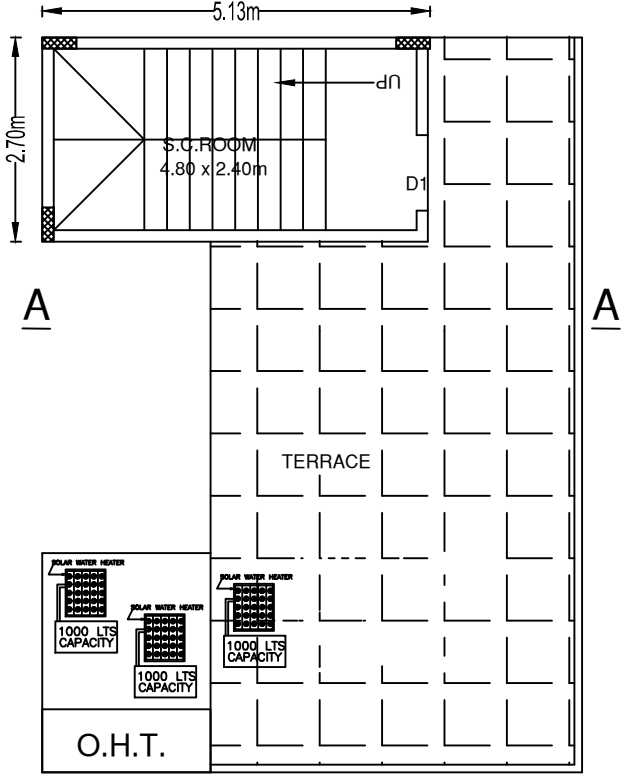 5.13m
2.70m
UP
S.C.ROOM
4.80 x 2.40m
D1
A
A
TERRACE
SOLAR WATER HEATER
1000 LTS
CAPACITY
SOLAR WATER HEATER
1000 LTS
CAPACITY
SOLAR WATER HEATER
1000 LTS
CAPACITY
O.H.T.